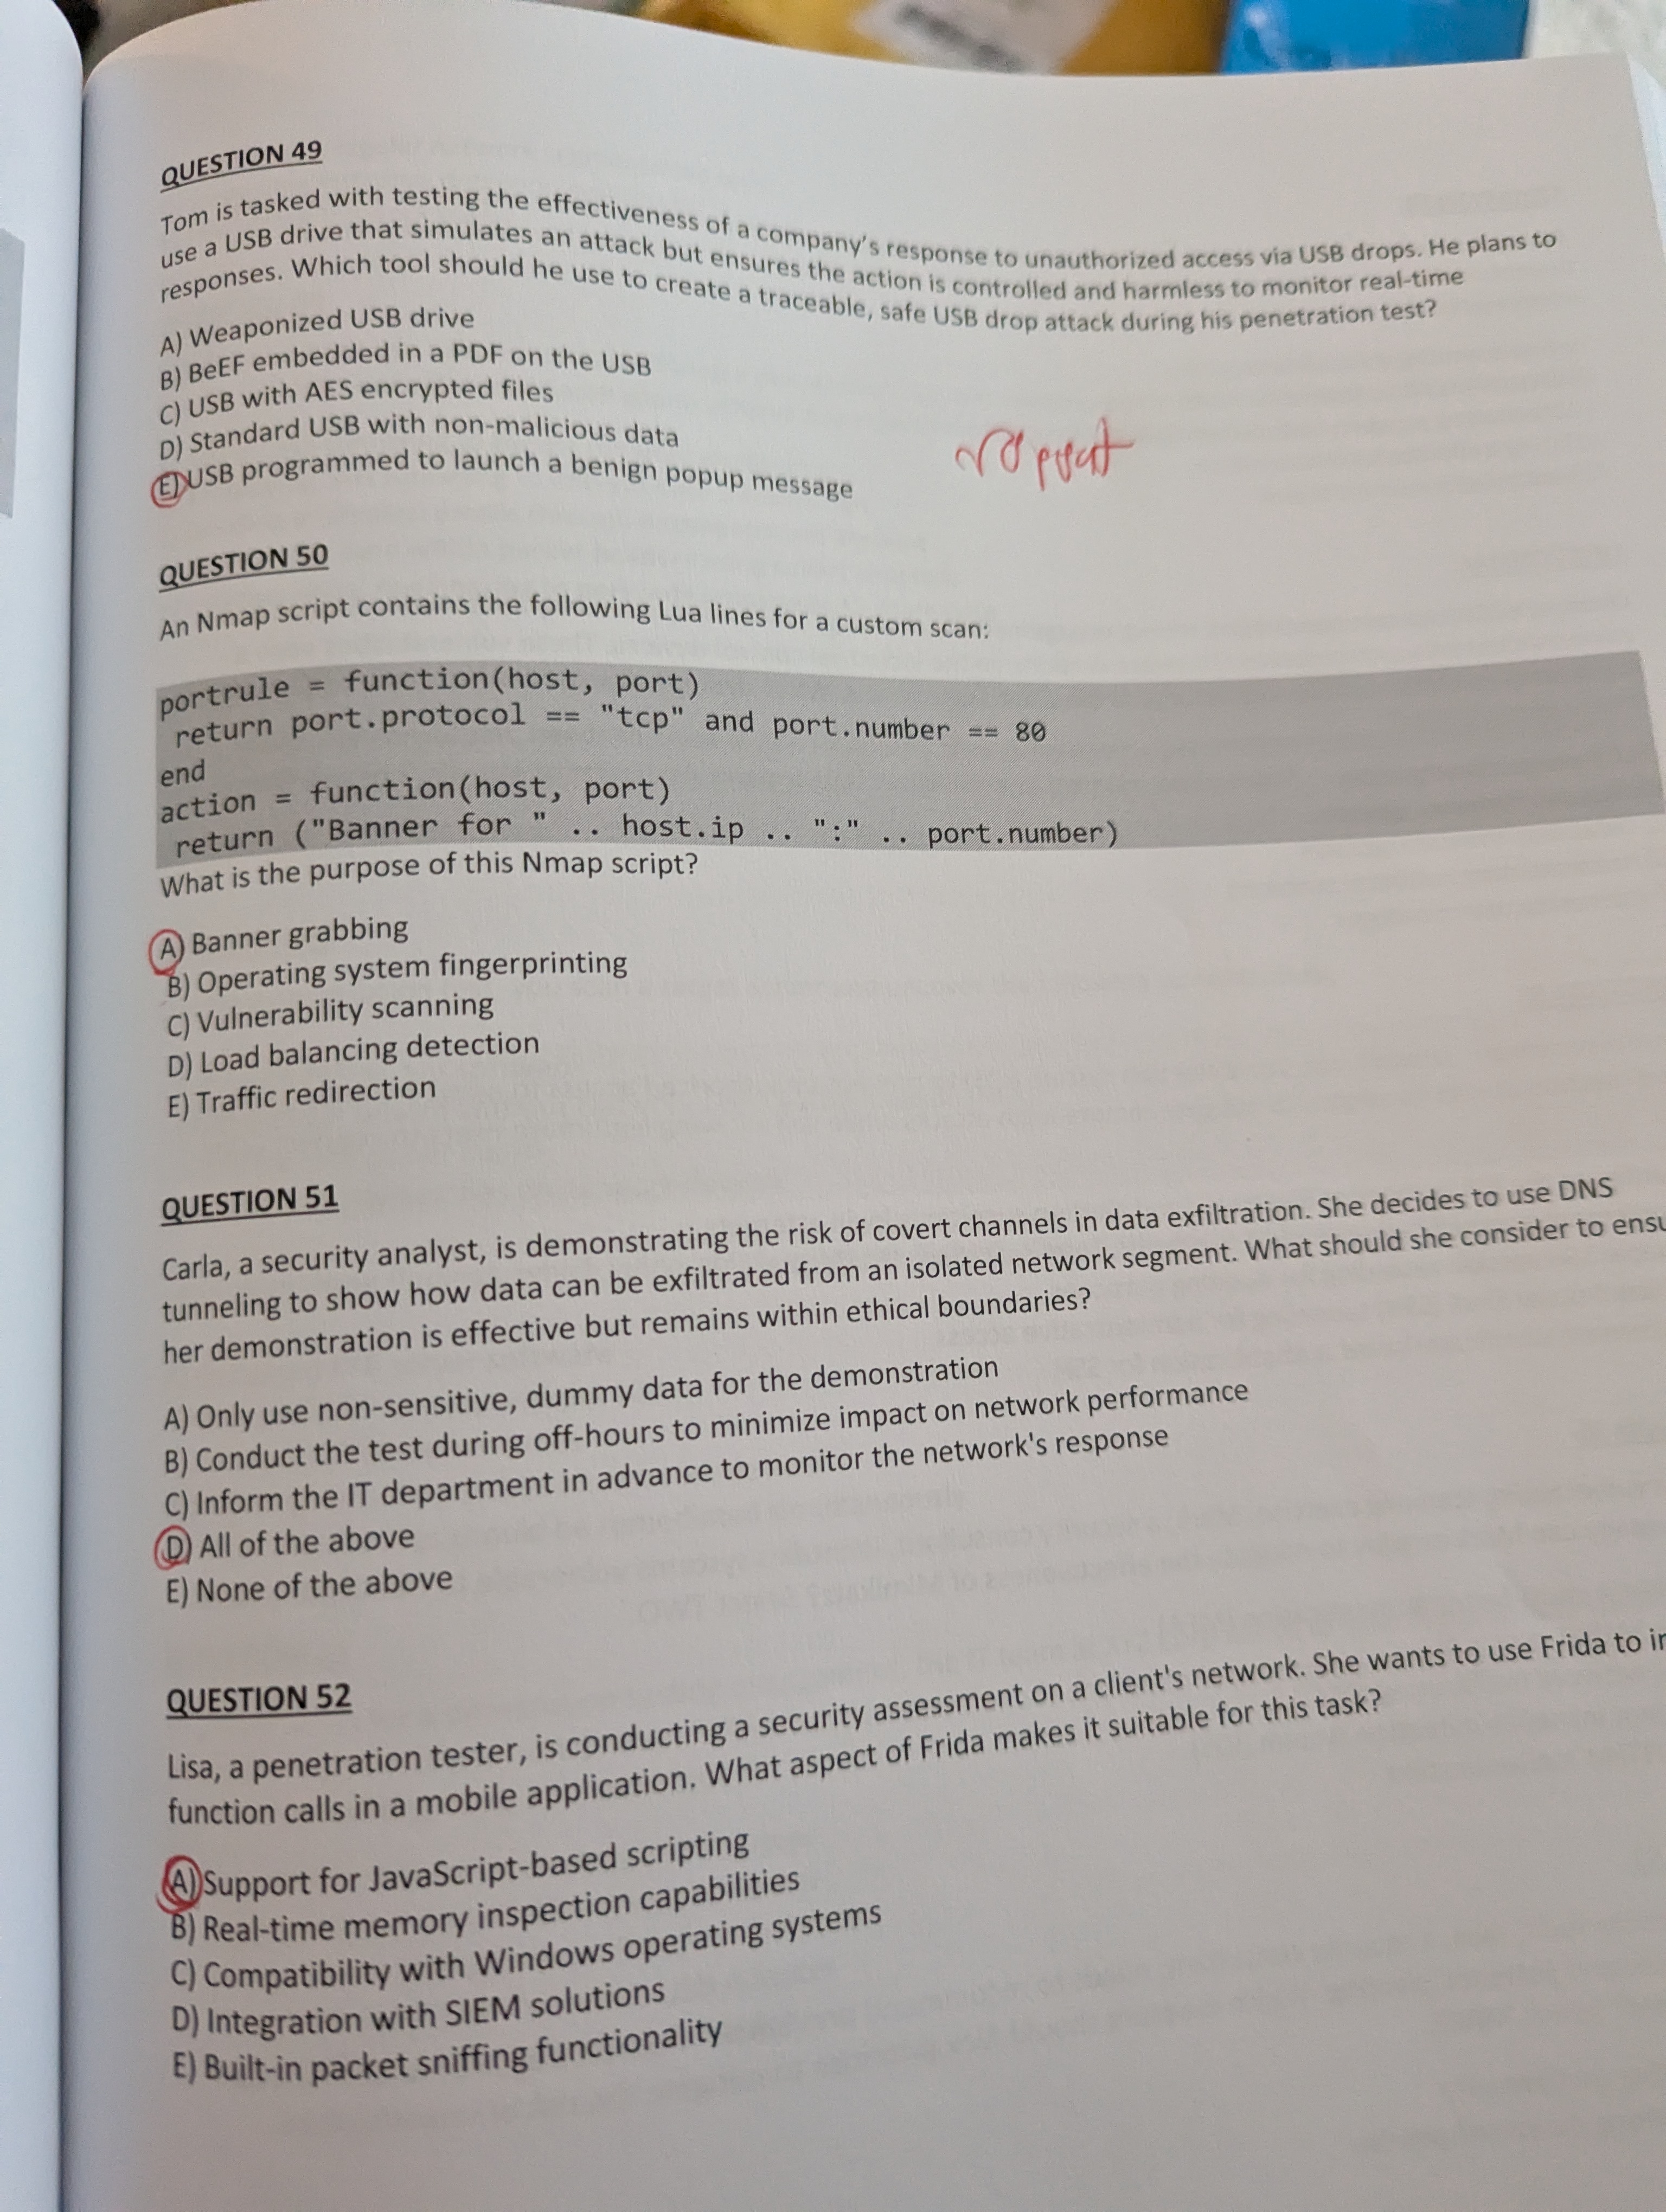 QUESTION 49
Tom is tasked with testing the effectiveness of a company's response to unauthorized access via USB drops. He plans to
use a USB drive that simulates an attack but ensures the action is controlled and harmless to monitor real-time
responses. Which tool should he use to create a traceable, safe USB drop attack during his penetration test?
A) Weaponized USB drive
B) BeEF embedded in a PDF on the USB
C) USB with AES encrypted files
D) Standard USB with non-malicious data
E) USB programmed to launch a benign popup message
repeat
QUESTION 50
An Nmap script contains the following Lua lines for a custom scan:
portrule = function(host, port)
return port.protocol == "tcp" and port.number == 80
end
action = function(host, port)
return ("Banner for " .. host.ip .. ":" .. port.number)
What is the purpose of this Nmap script?
A) Banner grabbing
B) Operating system fingerprinting
C) Vulnerability scanning
D) Load balancing detection
E) Traffic redirection
QUESTION 51
Carla, a security analyst, is demonstrating the risk of covert channels in data exfiltration. She decides to use DNS
tunneling to show how data can be exfiltrated from an isolated network segment. What should she consider to ensu
her demonstration is effective but remains within ethical boundaries?
A) Only use non-sensitive, dummy data for the demonstration
B) Conduct the test during off-hours to minimize impact on network performance
C) Inform the IT department in advance to monitor the network's response
D) All of the above
E) None of the above
QUESTION 52
Lisa, a penetration tester, is conducting a security assessment on a client's network. She wants to use Frida to
function calls in a mobile application. What aspect of Frida makes it suitable for this task?
A) Support for JavaScript-based scripting
B) Real-time memory inspection capabilities
C) Compatibility with Windows operating systems
D) Integration with SIEM solutions
E) Built-in packet sniffing functionality